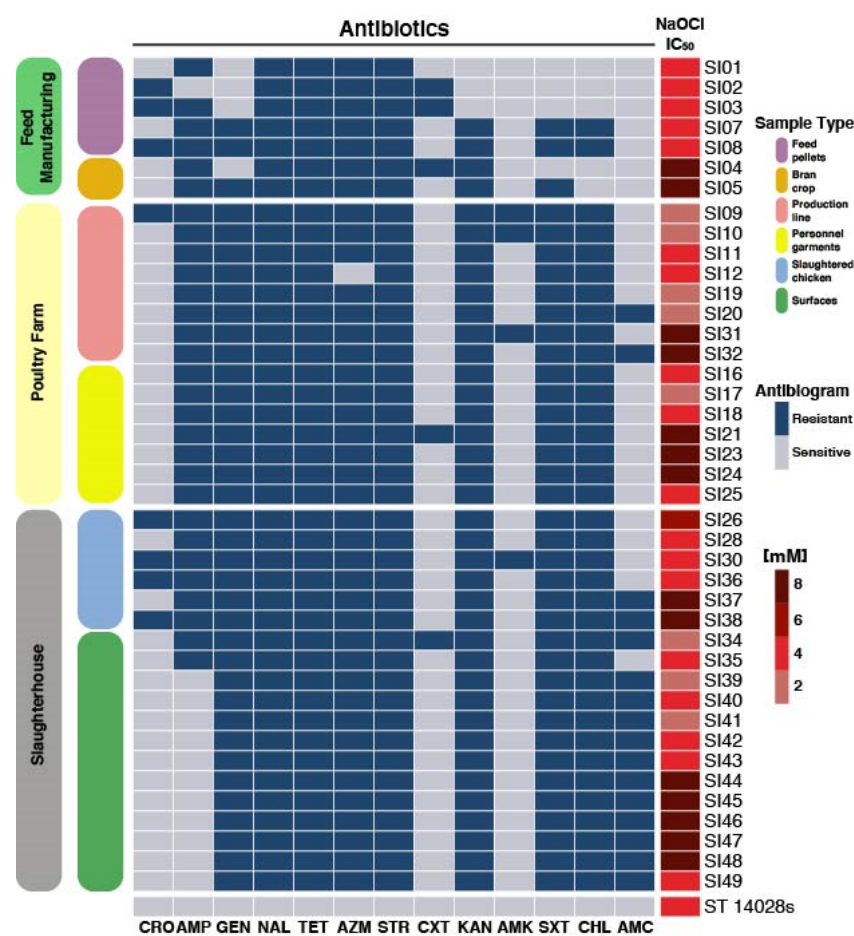 Antibiotics
NaOCl
IC₅₀
Feed
Manufacturing
Poultry Farm
Slaughterhouse
SI01
SI02
SI03
SI07
SI08
SI04
SI05
SI09
SI10
SI11
SI12
SI19
SI20
SI31
SI32
SI16
SI17
SI18
SI21
SI23
SI24
SI25
SI26
SI28
SI30
SI36
SI37
SI38
SI34
SI35
SI39
SI40
SI41
SI42
SI43
SI44
SI45
SI46
SI47
SI48
SI49
ST 14028s
CRO AMP GEN NAL TET AZM STR CXT KAN AMK SXT CHL AMC
Sample Type
Feed
pellets
Bran
crop
Production
line
Personnel
garments
Slaughtered
chicken
Surfaces
Antibiogram
Resistant
Sensitive
[mM]
8
6
4
2